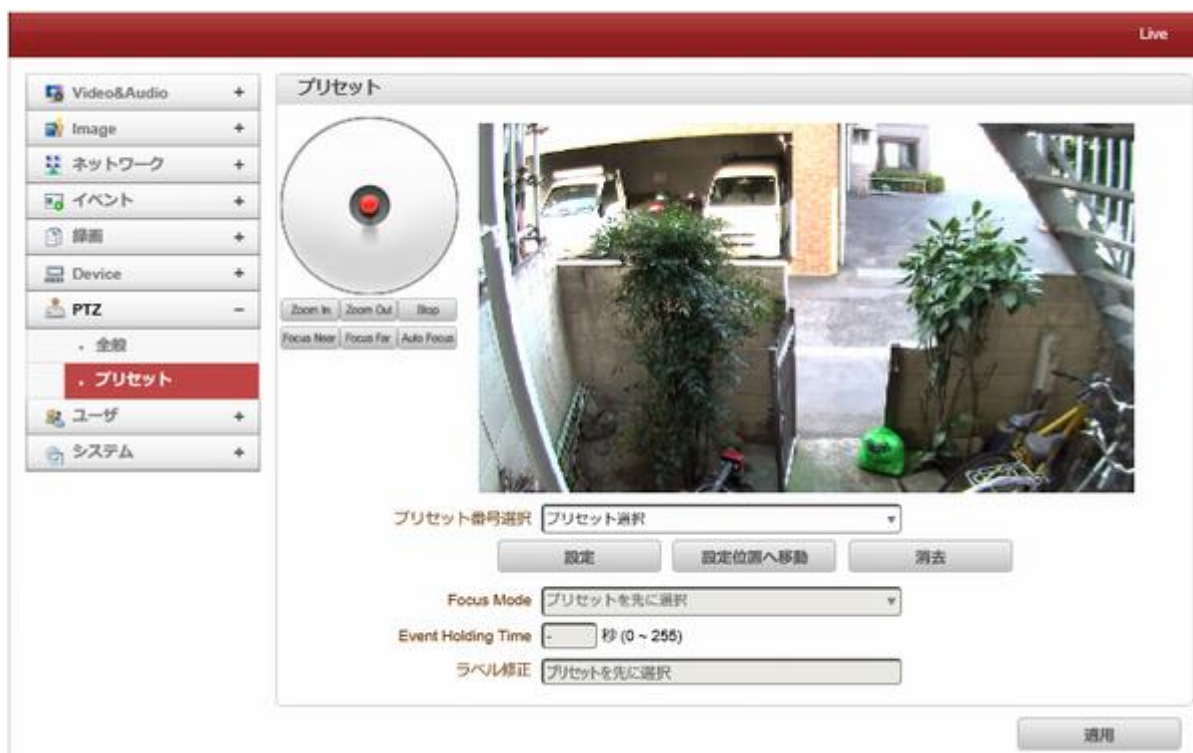 Live
Video&Audio +
Image +
ネットワーク +
イベント +
録画 +
Device +
PTZ -
. 全般
. プリセット
ユーザ +
システム +
プリセット
Zoom In Zoom Out Stop
Focus Near Focus Far Auto Focus
プリセット番号選択 プリセット選択
設定 設定位置へ移動 消去
Focus Mode プリセットを先に選択
Event Holding Time - 秒 (0 ~ 255)
ラベル修正 プリセットを先に選択
適用